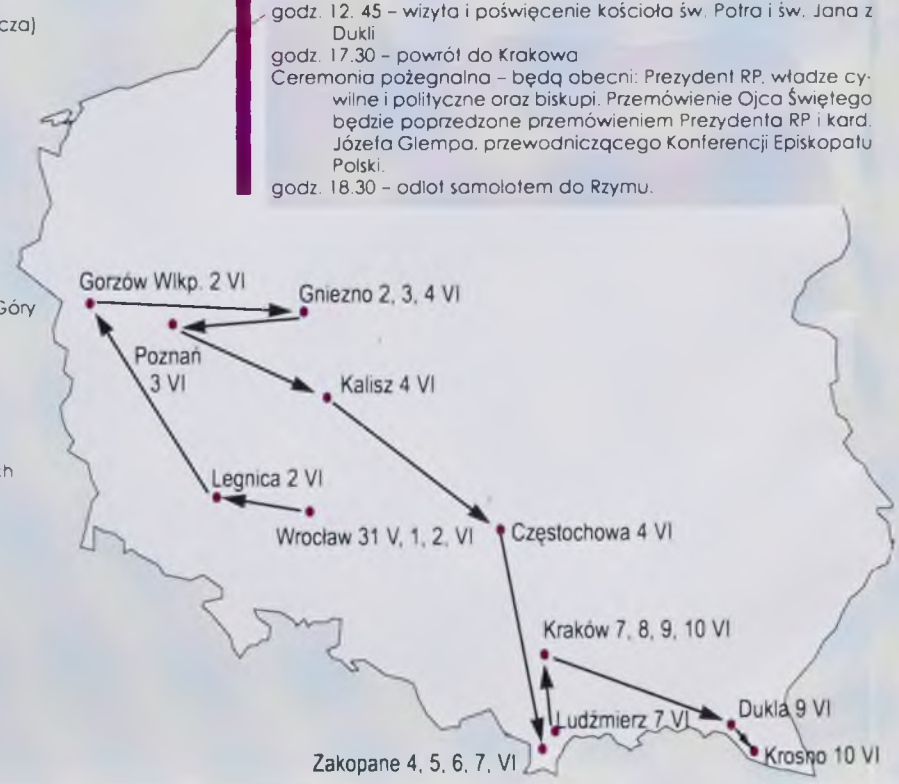 cza)
godz. 12. 45 – wizyta i poświęcenie kościoła św. Potra i św. Jana z
Dukli
godz. 17.30 – powrót do Krakowa
Ceremonia pożegnalna – będą obecni: Prezydent RP, władze cy-
wilne i polityczne oraz biskupi. Przemówienie Ojca Świętego
będzie poprzedzone przemówieniem Prezydenta RP i kard.
Józefa Glempa, przewodniczącego Konferencji Episkopatu
Polski.
godz. 18.30 – odlot samolotem do Rzymu.
Góry
ch
Gorzów Wlkp. 2 VI
Gniezno 2, 3, 4 VI
Poznań
3 VI
Kalisz 4 VI
Legnica 2 VI
Wrocław 31 V, 1, 2, VI
Częstochowa 4 VI
Kraków 7, 8, 9, 10 VI
Ludźmierz 7 VI
Dukla 9 VI
Krosno 10 VI
Zakopane 4, 5, 6, 7, VI